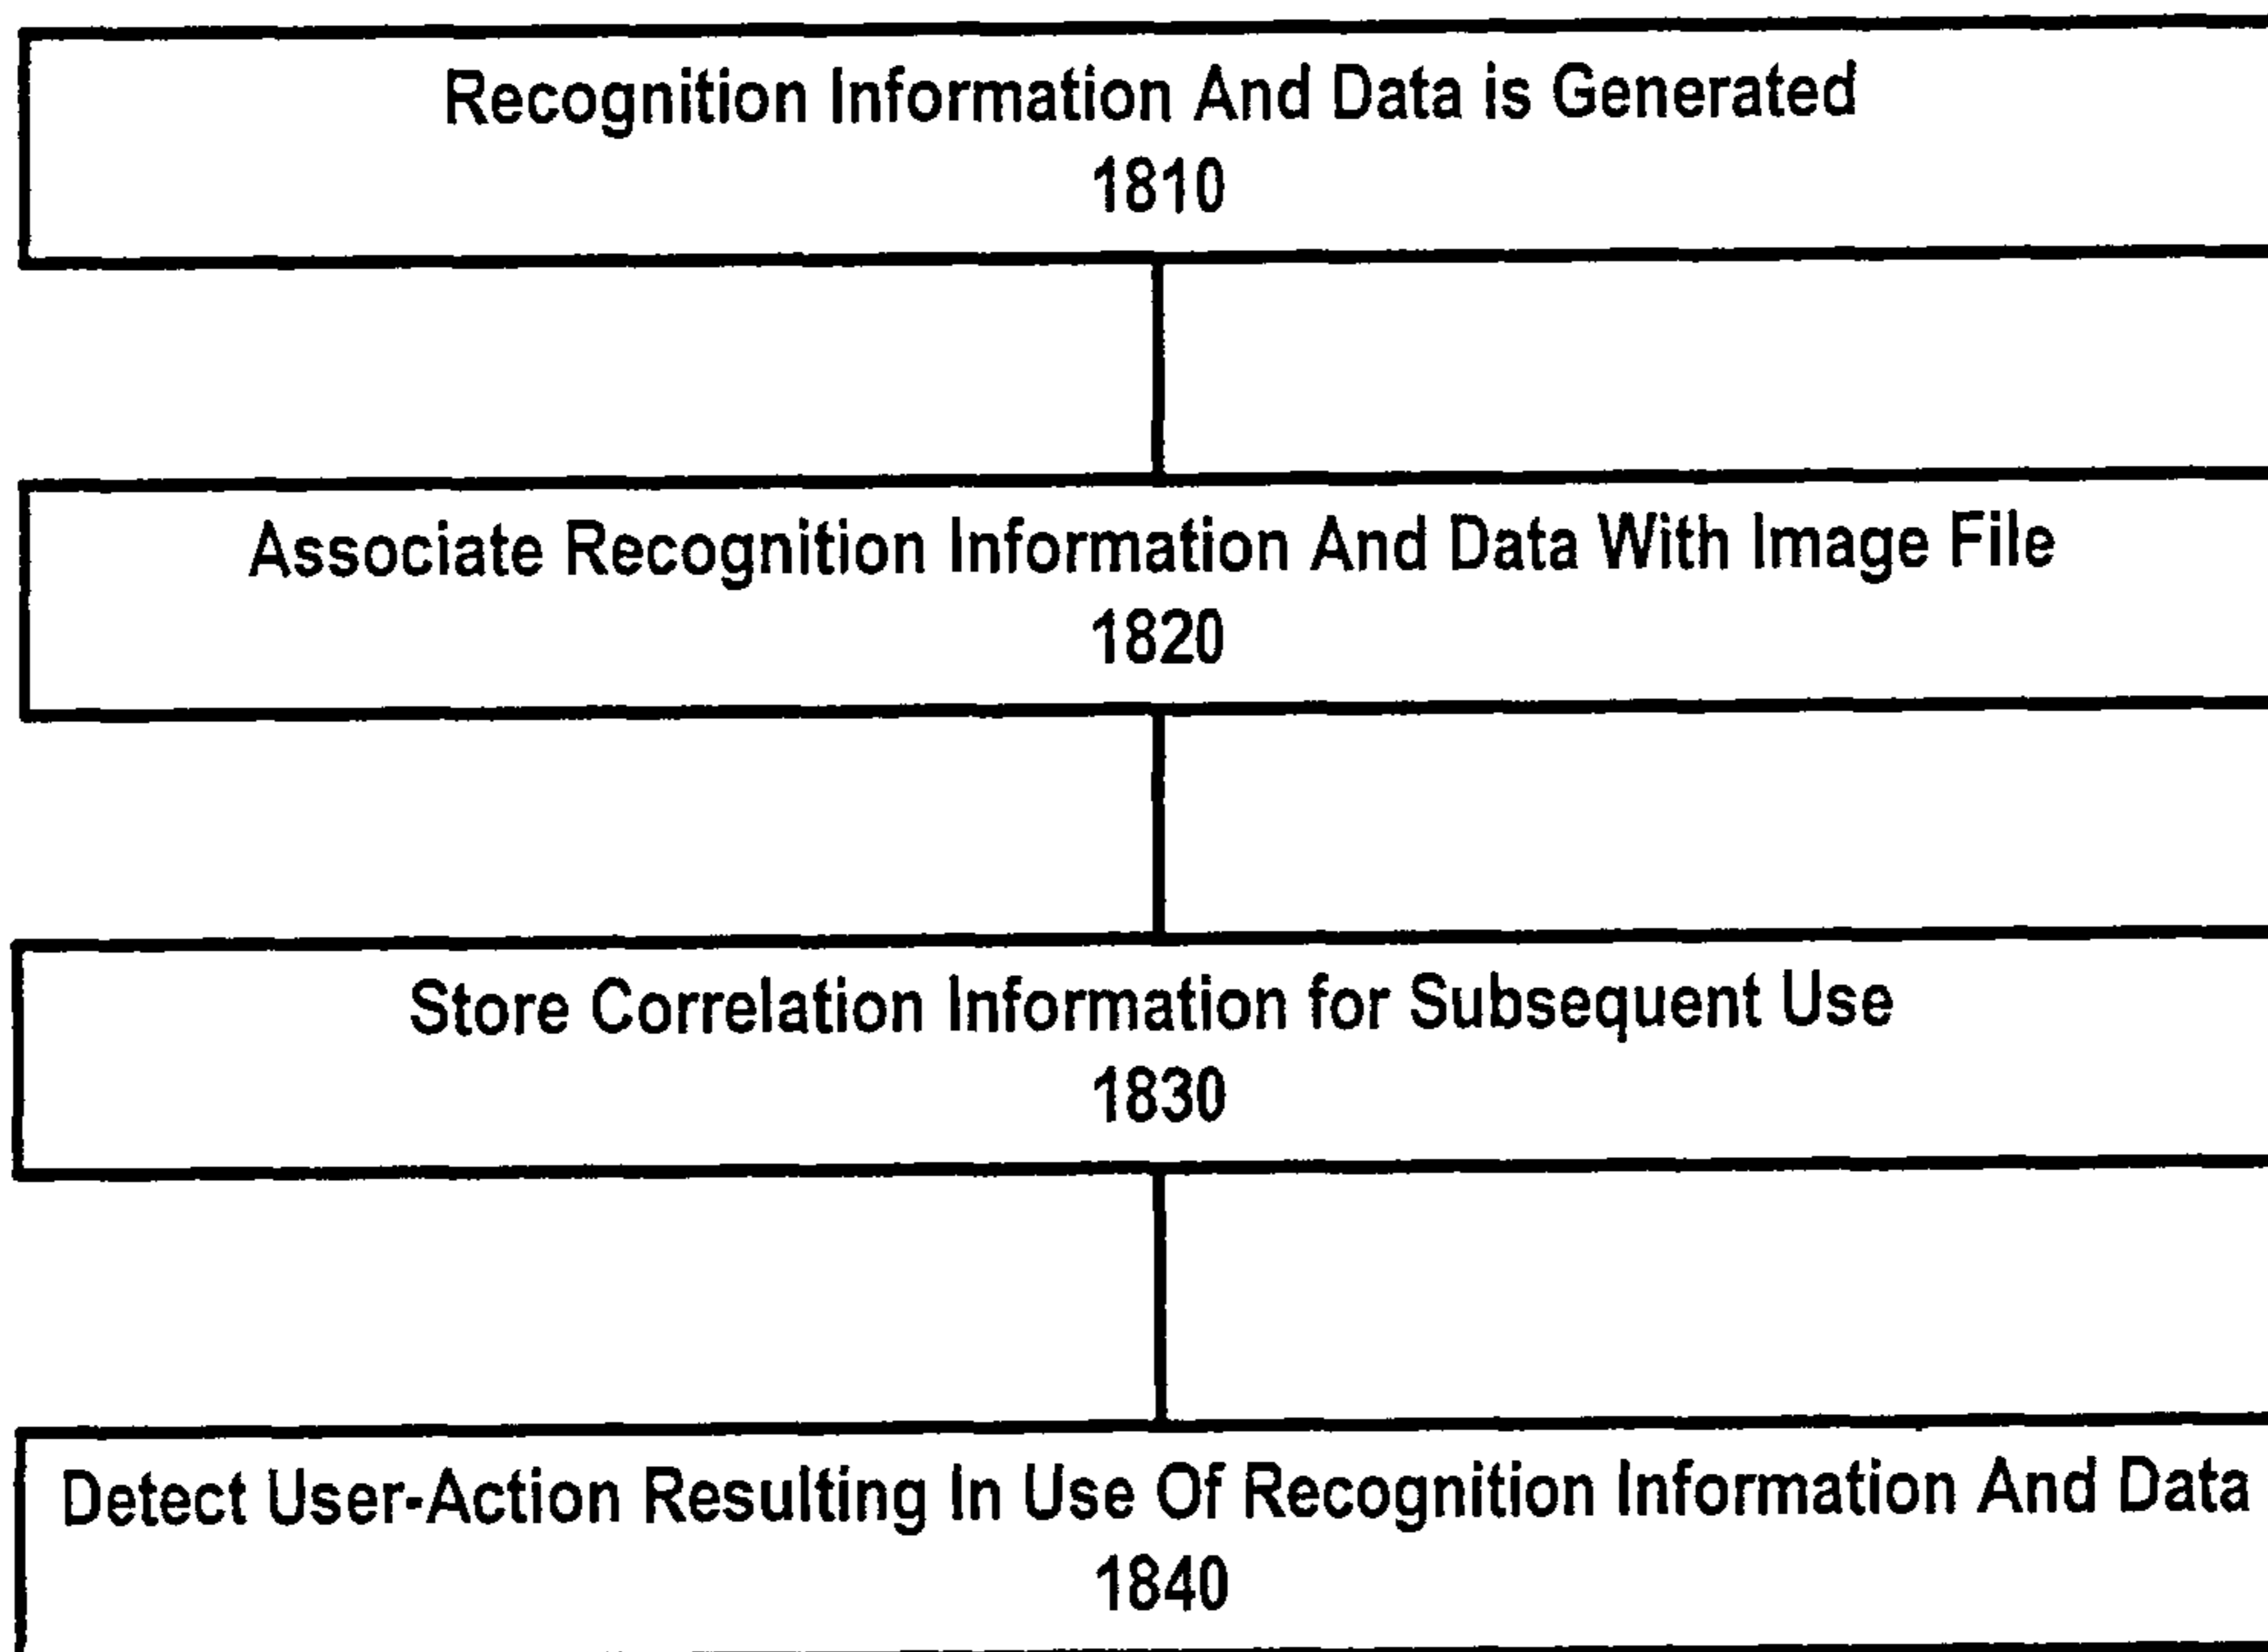 Recognition Information And Data is Generated
1810
Associate Recognition Information And Data With Image File
1820
Store Correlation Information for Subsequent Use
1830
Detect User-Action Resulting In Use Of Recognition Information And Data
1840